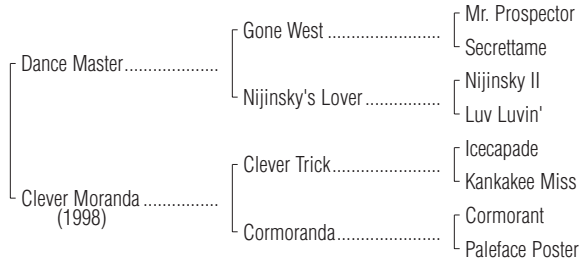 Mr. Prospector
Gone West
Secrettame
Dance Master
Nijinsky II
Nijinsky's Lover
Luv Luvin'
Icecapade
Clever Trick
Kankakee Miss
Clever Moranda
(1998)
Cormorant
Cormoranda
Paleface Poster